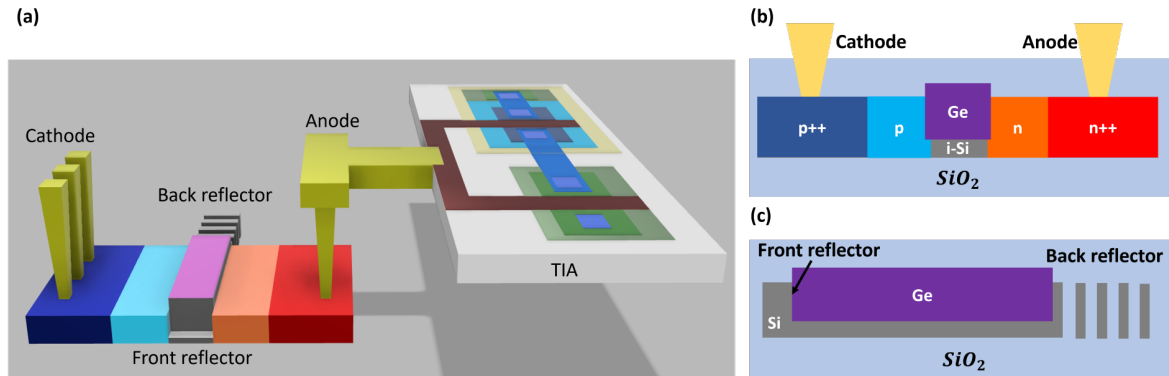 (a)
Cathode
Back reflector
Anode
TIA
Front reflector
(b)
Cathode
Anode
p++
p
Ge
i-Si
n
n++
SiO₂
(c)
Front reflector
Back reflector
Ge
Si
SiO₂